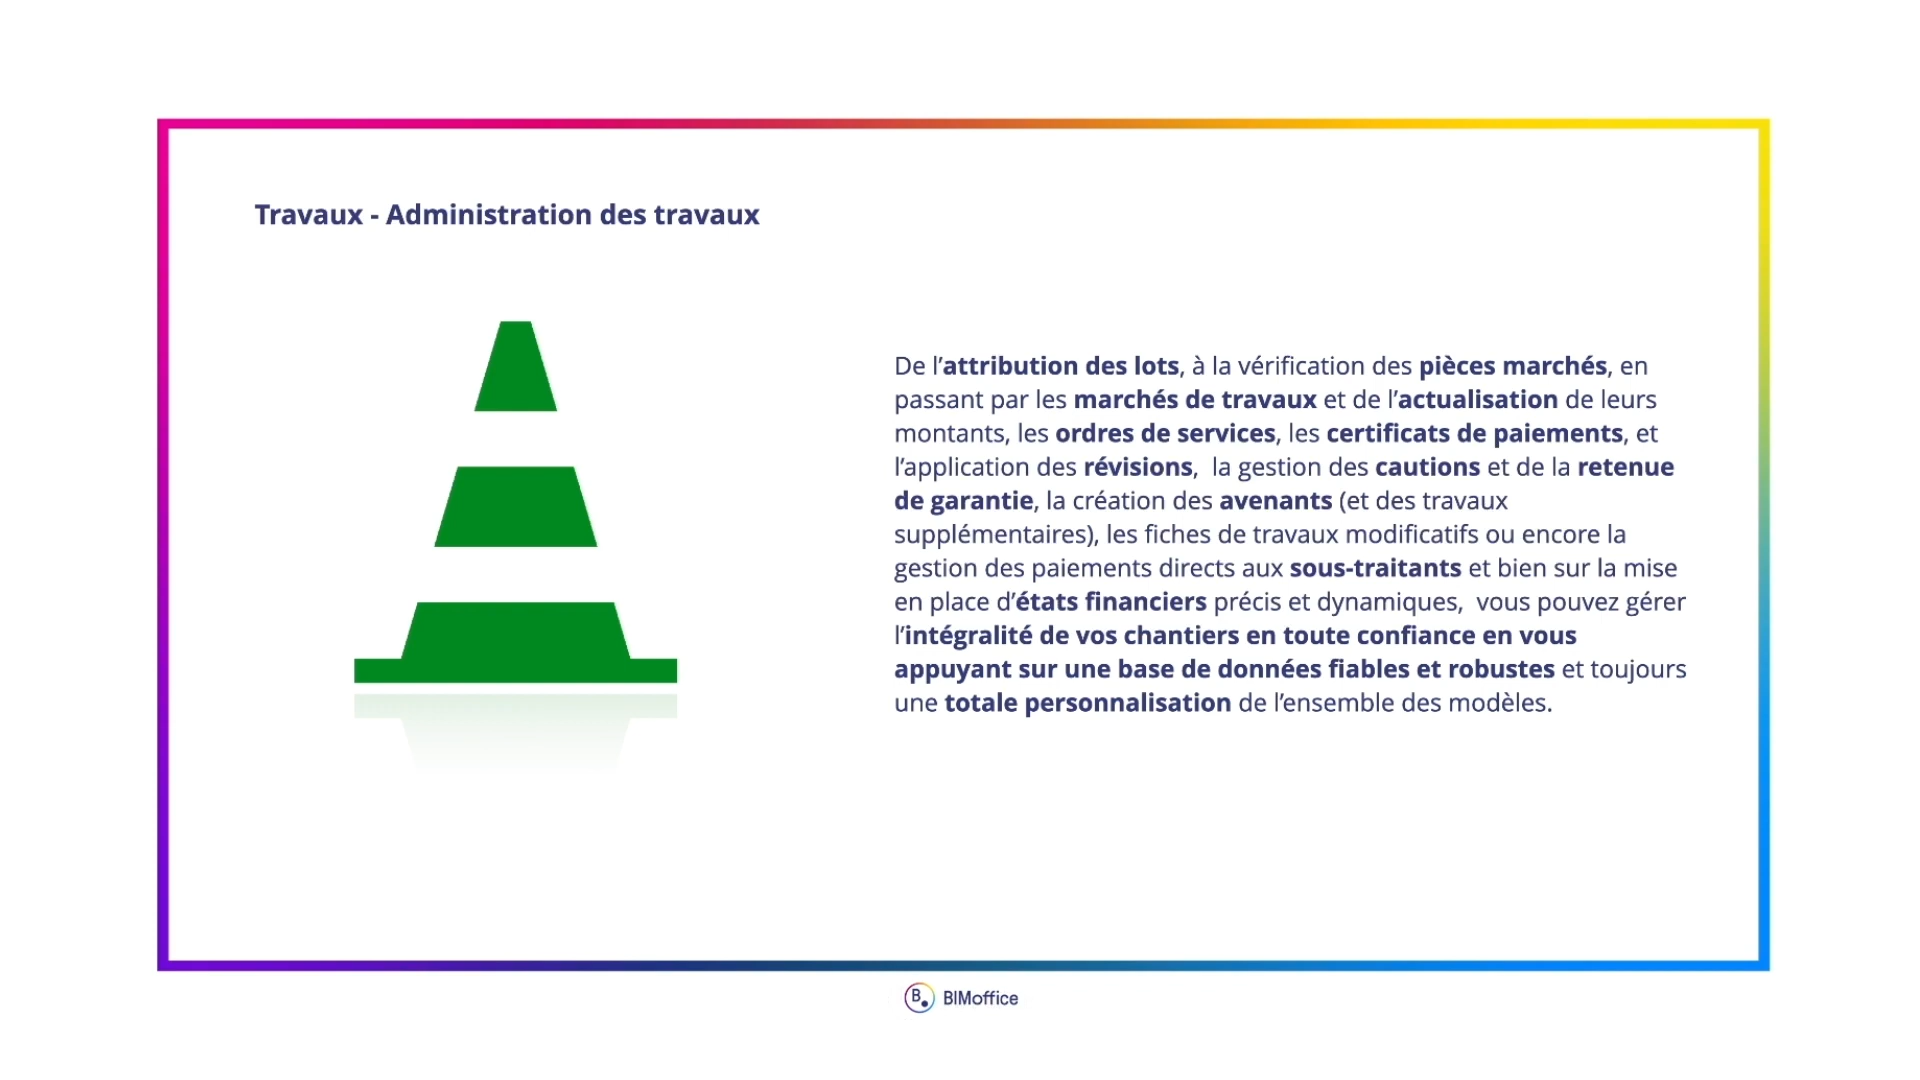 Travaux - Administration des travaux
De l’attribution des lots, à la vérification des pièces marchés, en
passant par les marchés de travaux et de l’actualisation de leurs
montants, les ordres de services, les certificats de paiements, et
l’application des révisions,  la gestion des cautions et de la retenue
de garantie, la création des avenants (et des travaux
supplémentaires), les fiches de travaux modificatifs ou encore la
gestion des paiements directs aux sous-traitants et bien sur la mise
en place d’états financiers précis et dynamiques,  vous pouvez gérer
l’intégralité de vos chantiers en toute confiance en vous
appuyant sur une base de données fiables et robustes et toujours
une totale personnalisation de l’ensemble des modèles.
B. BIMoffice